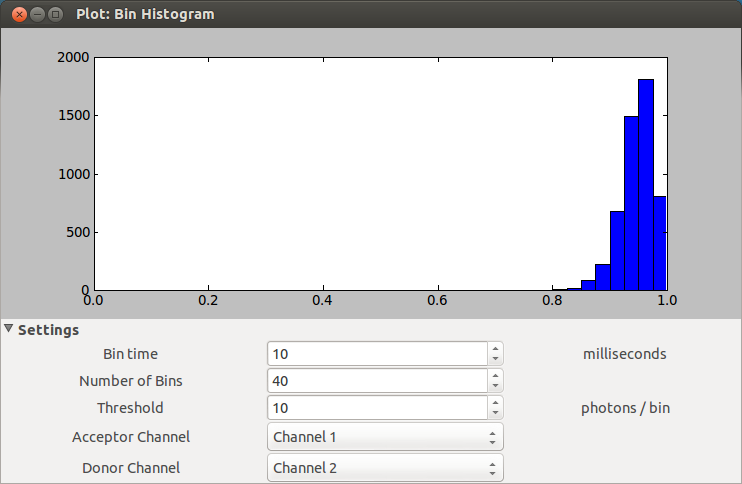 Plot: Bin Histogram
2000
1500
1000
500
0
0.0 0.2 0.4 0.6 0.8 1.0
Settings
Bin time 10 milliseconds
Number of Bins 40
Threshold 10 photons / bin
Acceptor Channel Channel 1
Donor Channel Channel 2